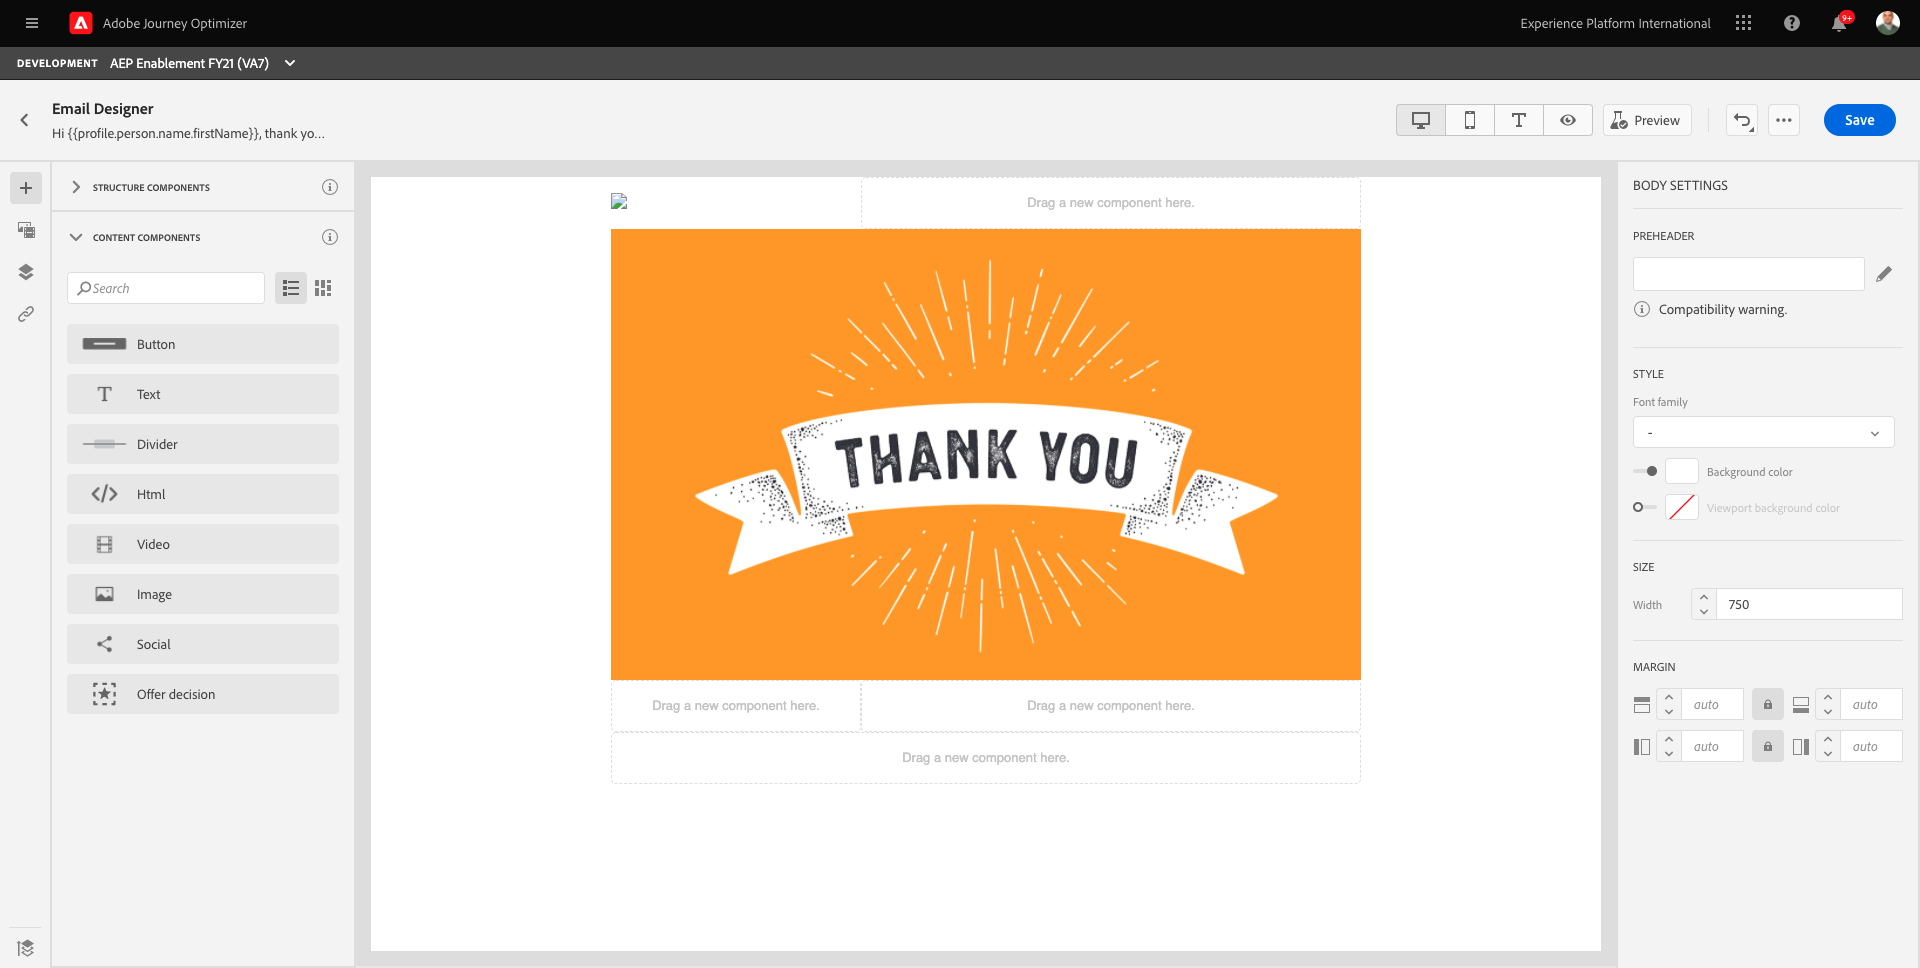 Adobe Journey Optimizer
Experience Platform International
9+
DEVELOPMENT AEP Enablement FY21 (VA7)
Email Designer
Hi {{profile.person.name.firstName}}, thank yo...
Preview
Save
STRUCTURE COMPONENTS
CONTENT COMPONENTS
Search
Button
Text
Divider
Html
Video
Image
Social
Offer decision
Drag a new component here.
THANK YOU
Drag a new component here.
Drag a new component here.
Drag a new component here.
BODY SETTINGS
PREHEADER
Compatibility warning.
STYLE
Font family
-
Background color
Viewport background color
SIZE
Width 750
MARGIN
auto auto
auto auto